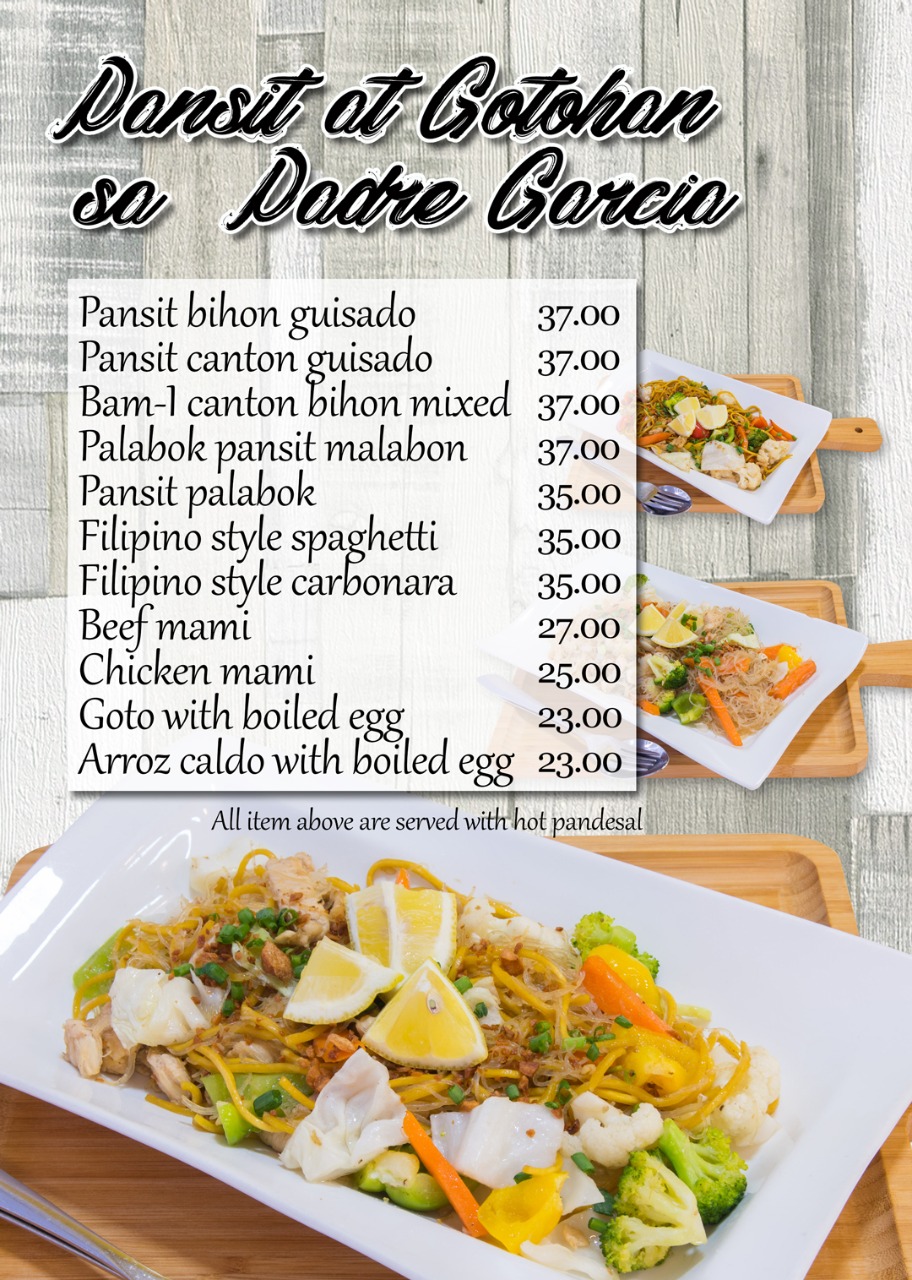 Pansit at Gotohan
sa Padre Garcia
Pansit bihon guisado 37.00
Pansit canton guisado 37.00
Bam-I canton bihon mixed 37.00
Palabok pansit malabon 37.00
Pansit palabok 35.00
Filipino style spaghetti 35.00
Filipino style carbonara 35.00
Beef mami 27.00
Chicken mami 25.00
Goto with boiled egg 23.00
Arroz caldo with boiled egg 23.00
All item above are served with hot pandesal